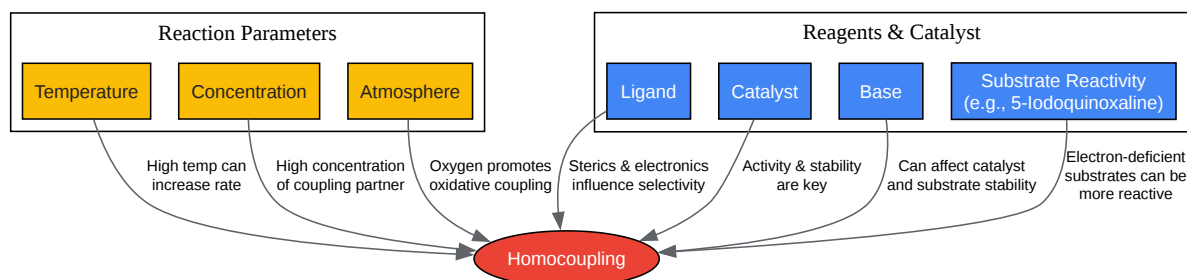 Reaction Parameters
Reagents & Catalyst
Temperature
Concentration
Atmosphere
Ligand
Catalyst
Base
Substrate Reactivity
(e.g., 5-Iodoquinoxaline)
High temp can
increase rate
High concentration
of coupling partner
Oxygen promotes
oxidative coupling
Sterics & electronics
influence selectivity
Activity & stability
are key
Can affect catalyst
and substrate stability
Electron-deficient
substrates can be
more reactive
Homocoupling